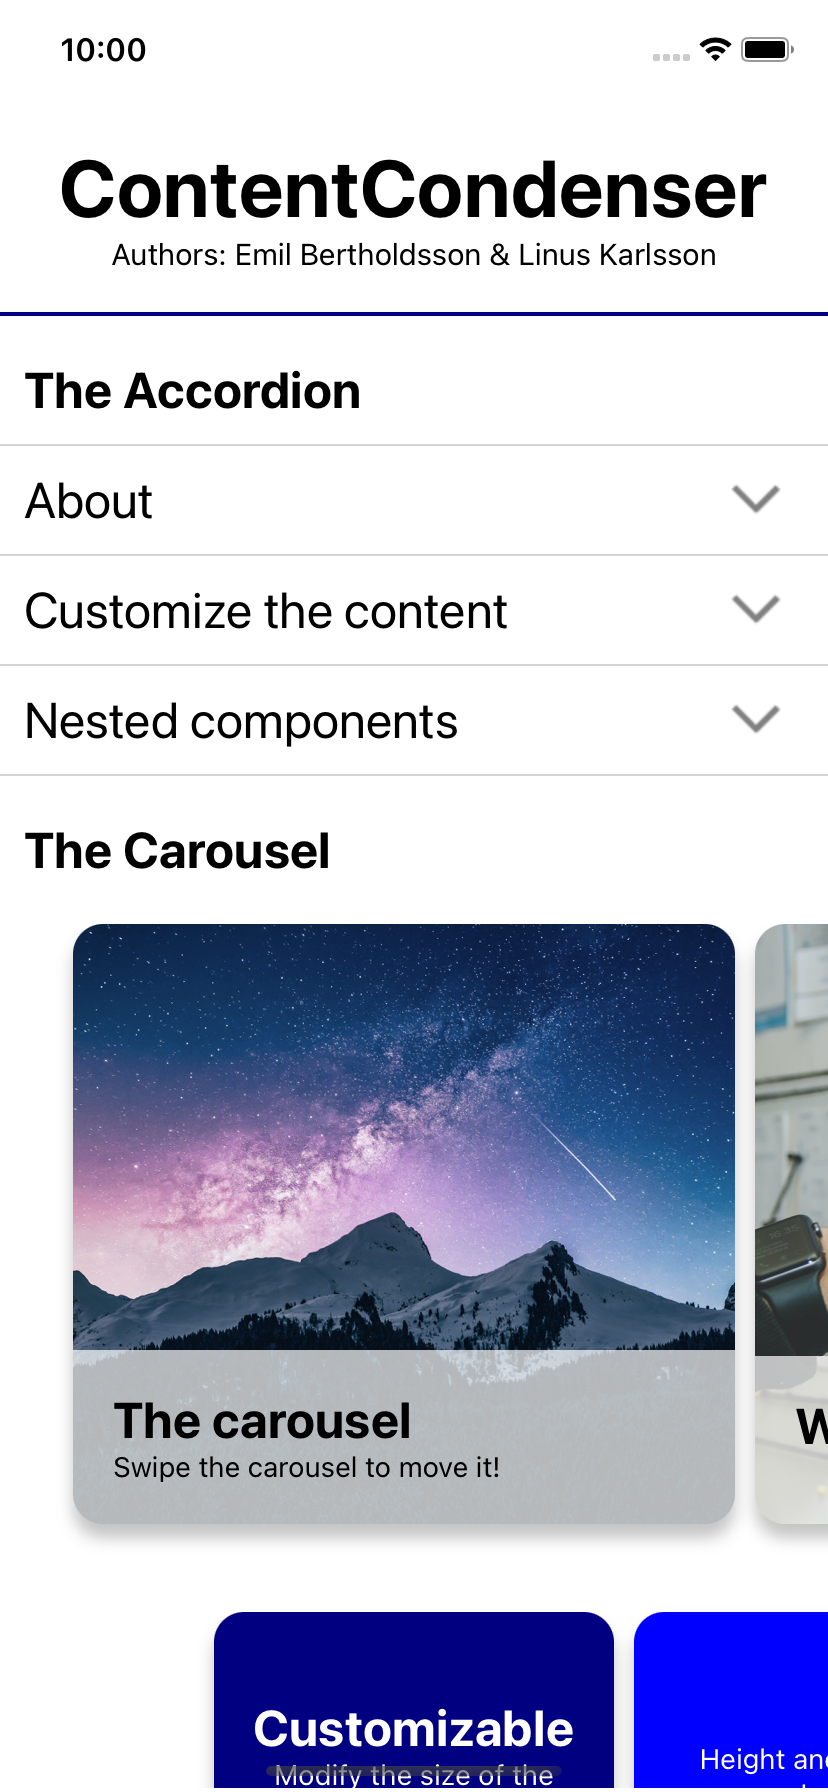 10:00
ContentCondenser
Authors: Emil Bertholdsson & Linus Karlsson
The Accordion
About
Customize the content
Nested components
The Carousel
The carousel
Swipe the carousel to move it!
Customizable
Modify the size of the
Height